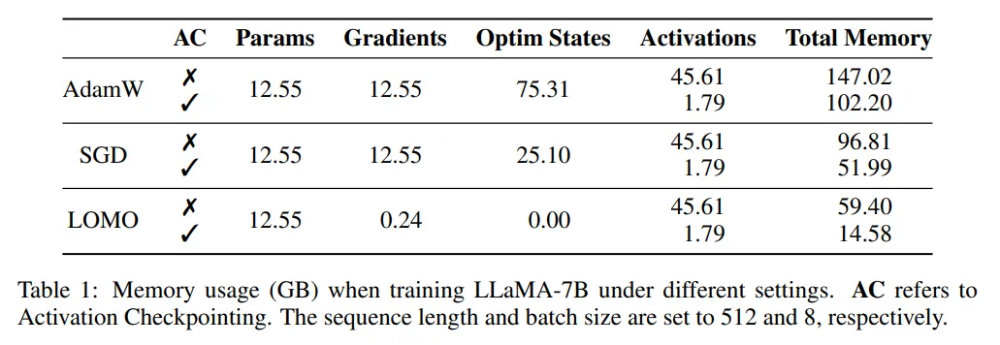 AC Params Gradients Optim States Activations Total Memory
AdamW ✗ 12.55 12.55 75.31 45.61 147.02
✓ 1.79 102.20
SGD ✗ 12.55 12.55 25.10 45.61 96.81
✓ 1.79 51.99
LOMO ✗ 12.55 0.24 0.00 45.61 59.40
✓ 1.79 14.58
Table 1: Memory usage (GB) when training LLaMA-7B under different settings. AC refers to
Activation Checkpointing. The sequence length and batch size are set to 512 and 8, respectively.